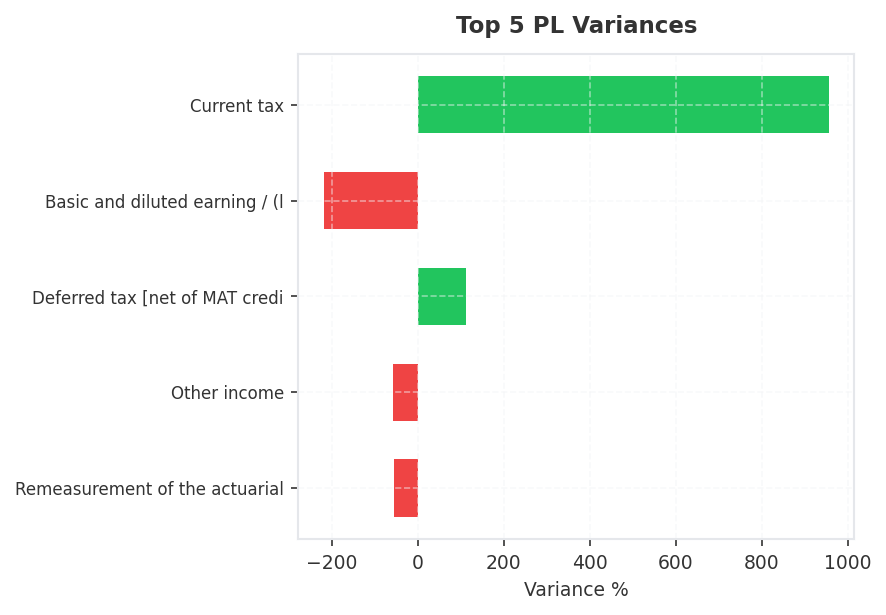 Top 5 PL Variances
Current tax
Basic and diluted earning / (l
Deferred tax [net of MAT credi
Other income
Remeasurement of the actuarial
−200 0 200 400 600 800 1000
Variance %